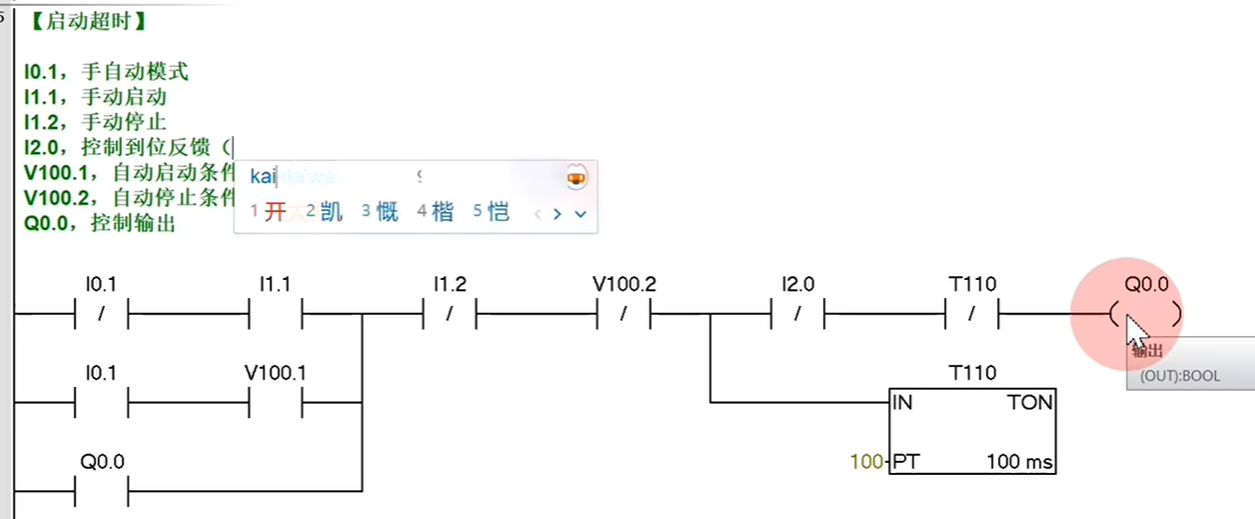 【启动超时】
I0.1，手自动模式
I1.1，手动启动
I1.2，手动停止
I2.0，控制到位反馈（
V100.1，自动启动条件
V100.2，自动停止条件
Q0.0，控制输出
kai
1开 2凯 3慨 4楷 5恺
I0.1 I1.1 I1.2 V100.2 I2.0 T110 Q0.0
/ / / / /
输出
(OUT):BOOL
I0.1 V100.1 T110
IN TON
Q0.0
100 PT 100 ms